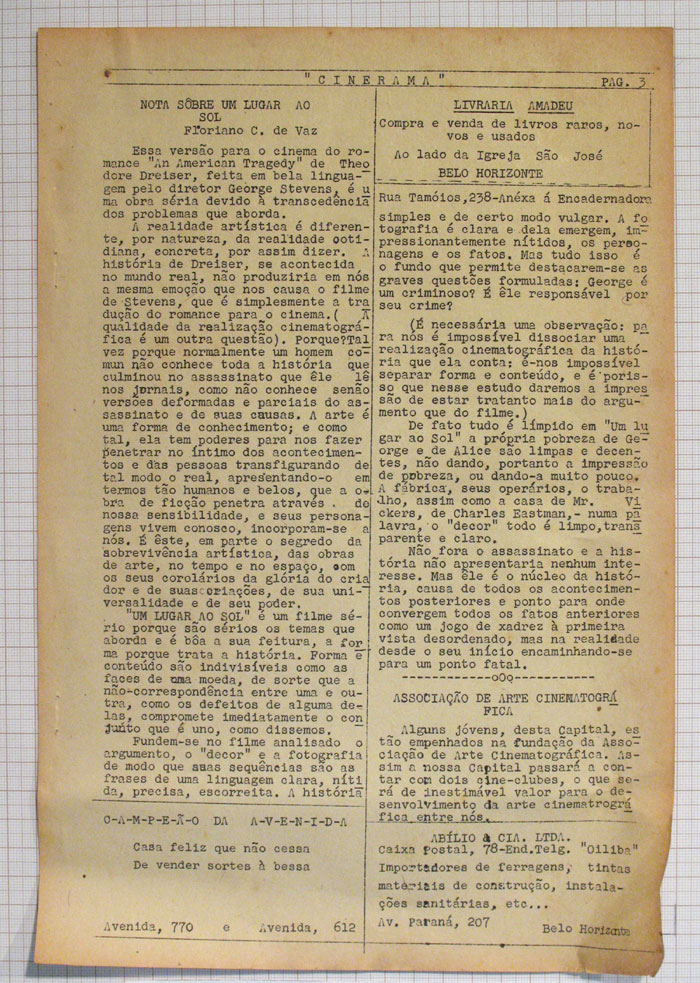 "CINERAMA" PAG. 3
NOTA SÔBRE UM LUGAR AO
SOL
Floriano C. de Vaz
Essa versão para o cinema do ro-
mance "An American Tragedy" de Theo
dore Dreiser, feita em bela lingua-
gem pelo diretor George Stevens, é u
ma obra séria devido à transcedência
dos problemas que aborda.
A realidade artística é diferen-
te, por natureza, da realidade coti-
diana, concreta, por assim dizer. A
história de Dreiser, se acontecida
no mundo real, não produziria em nós
a mesma emoção que nos causa o filme
de Stevens, que é simplesmente a tra
dução do romance para o cinema.( A
qualidade da realização cinematográ-
fica é um outra questão). Porque?Tal
vez porque normalmente um homem co-
mun não conhece toda a história que
culminou no assassinato que êle lê
nos jornais, como não conhece senão
versões deformadas e parciais do as-
sassinato e de suas causas. A arte é
uma forma de conhecimento; e como
tal, ela tem poderes para nos fazer
penetrar no íntimo dos acontecimen-
tos e das pessoas transfigurando de
tal modo o real, apresentando-o em
termos tão humanos e belos, que a o-
bra de ficção penetra através . de
nossa sensibilidade, e seus persona-
gens vivem conosco, incorporam-se a
nós. É êste, em parte o segredo da
sobrevivência artística, das obras
de arte, no tempo e no espaço, com
os seus corolários da glória do cria
dor e de suascriações, de sua uni-
versalidade e de seu poder.
"UM LUGAR AO SOL" é um filme sé-
rio porque são sérios os temas que
aborda e é bôa a sua feitura, a for
ma porque trata a história. Forma e
conteúdo são indivisíveis como as
faces de uma moeda, de sorte que a
não-correspondência entre uma e ou-
tra, como os defeitos de alguma de-
las, compromete imediatamente o con
junto que é uno, como dissemos.
Fundem-se no filme analisado o
argumento, o "decor" e a fotografia
de modo que suas sequências são as
frases de uma linguagem clara, níti
da, precisa, escorreita. A história
C-A-M-P-E-Ã-O DA A-V-E-N-I-D-A
Casa feliz que não cessa
De vender sortes à bessa
Avenida, 770 e Avenida, 612
LIVRARIA AMADEU
Compra e venda de livros raros, no-
vos e usados
Ao lado da Igreja São José
BELO HORIZONTE
Rua Tamóios,238-Anéxa á Encadernadora
simples e de certo modo vulgar. A fo
tografia é clara e dela emergem, im-
pressionantemente nítidos, os perso-
nagens e os fatos. Mas tudo isso é
o fundo que permite destacarem-se as
graves questões formuladas: George é
um criminoso? É êle responsável por
seu crime?
(É necessária uma observação: pa
ra nós é impossível dissociar uma
realização cinematográfica da histó-
ria que ela conta: é-nos impossível
separar forma e conteúdo, e é poris-
so que nesse estudo daremos a impres
são de estar tratanto mais do argu-
mento que do filme.)
De fato tudo é límpido em "Um lu
gar ao Sol" a própria pobreza de Ge-
orge e de Alice são limpas e decen-
tes, não dando, portanto a impressão
de pobreza, ou dando-a muito pouco.
A fábrica, seus operários, o traba-
lho, assim como a casa de Mr. Vi
ckers, de Charles Eastman,- numa pa
lavra, o "decor" todo é limpo,trans
parente e claro.
Não fora o assassinato e a his-
tória não apresentaria nenhum inte-
resse. Mas êle é o núcleo da histó-
ria, causa de todos os acontecimen-
tos posteriores e ponto para onde
convergem todos os fatos anteriores
como um jogo de xadrez à primeira
vista desordenado, mas na realidade
desde o seu início encaminhando-se
para um ponto fatal.
-----------oOo-----------
ASSOCIAÇÃO DE ARTE CINEMATOGRÁ
FICA
Alguns jóvens, desta Capital, es
tão empenhados na fundação da Asso-
ciação de Arte Cinematográfica. As-
sim a nossa Capital passará a con-
tar com dois cine-clubes, o que se-
rá de inestimável valor para o de-
senvolvimento da arte cinematrográ
fica entre nós.
ABÍLIO & CIA. LTDA.
Caixa Postal, 78-End.Telg. "Oiliba"
Importadores de ferragens, tintas
matériais de construção, instala-
ções sanitárias, etc...
Av. Paraná, 207
Belo Horizonte